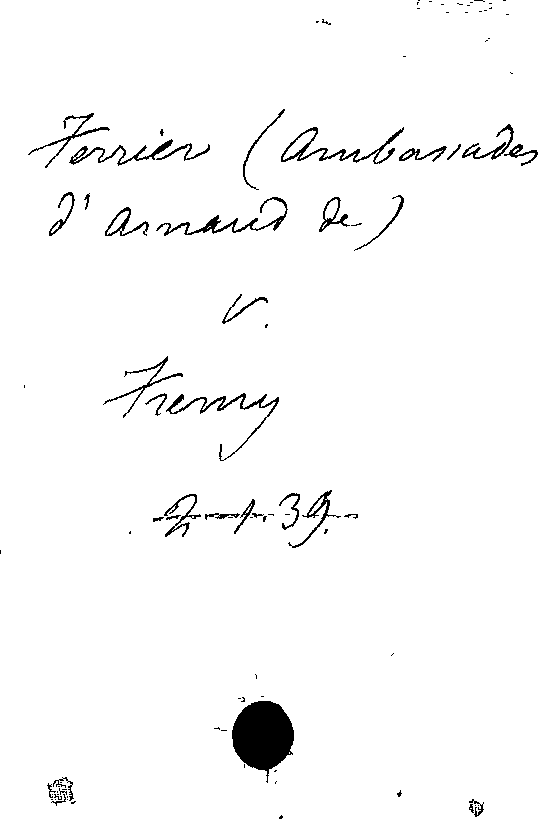 Ferrier (Ambassades
d'Arnaud de)
v.
Fremy
2-1-39.